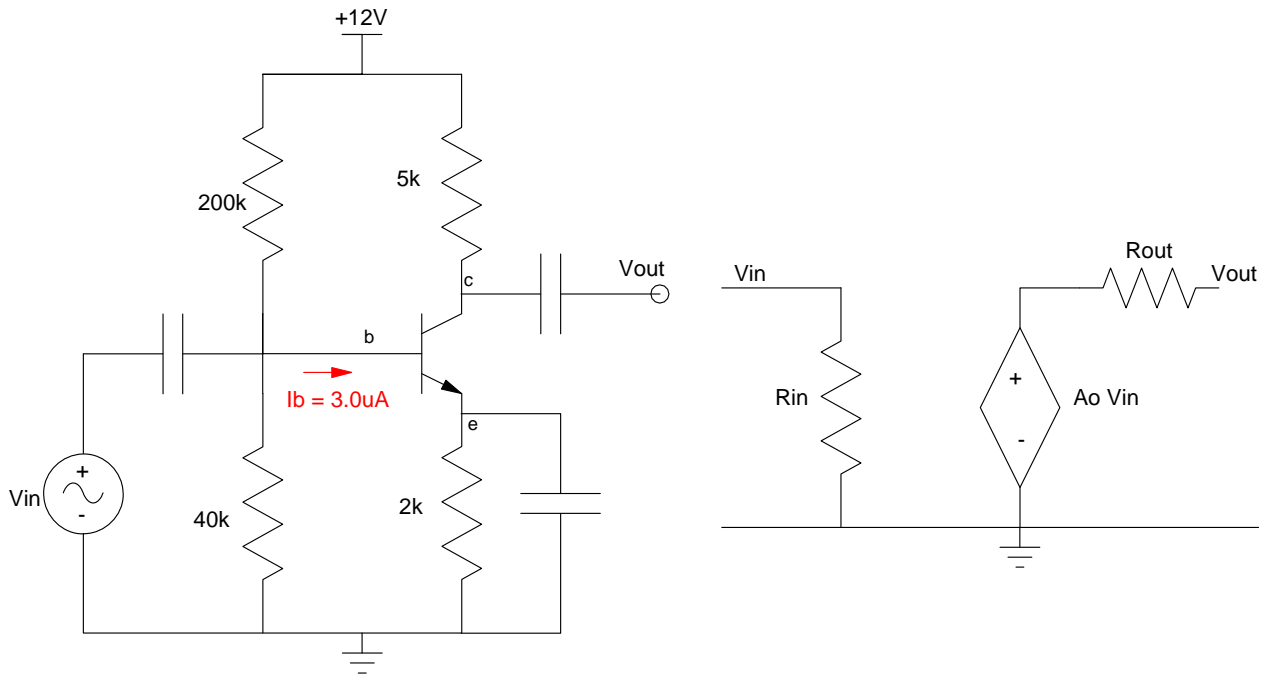 +12V
200k
5k
c
Vout
b
Ib = 3.0uA
e
+
Vin
-
40k
2k
Vin
Rout
Vout
Rin
+
Ao Vin
-